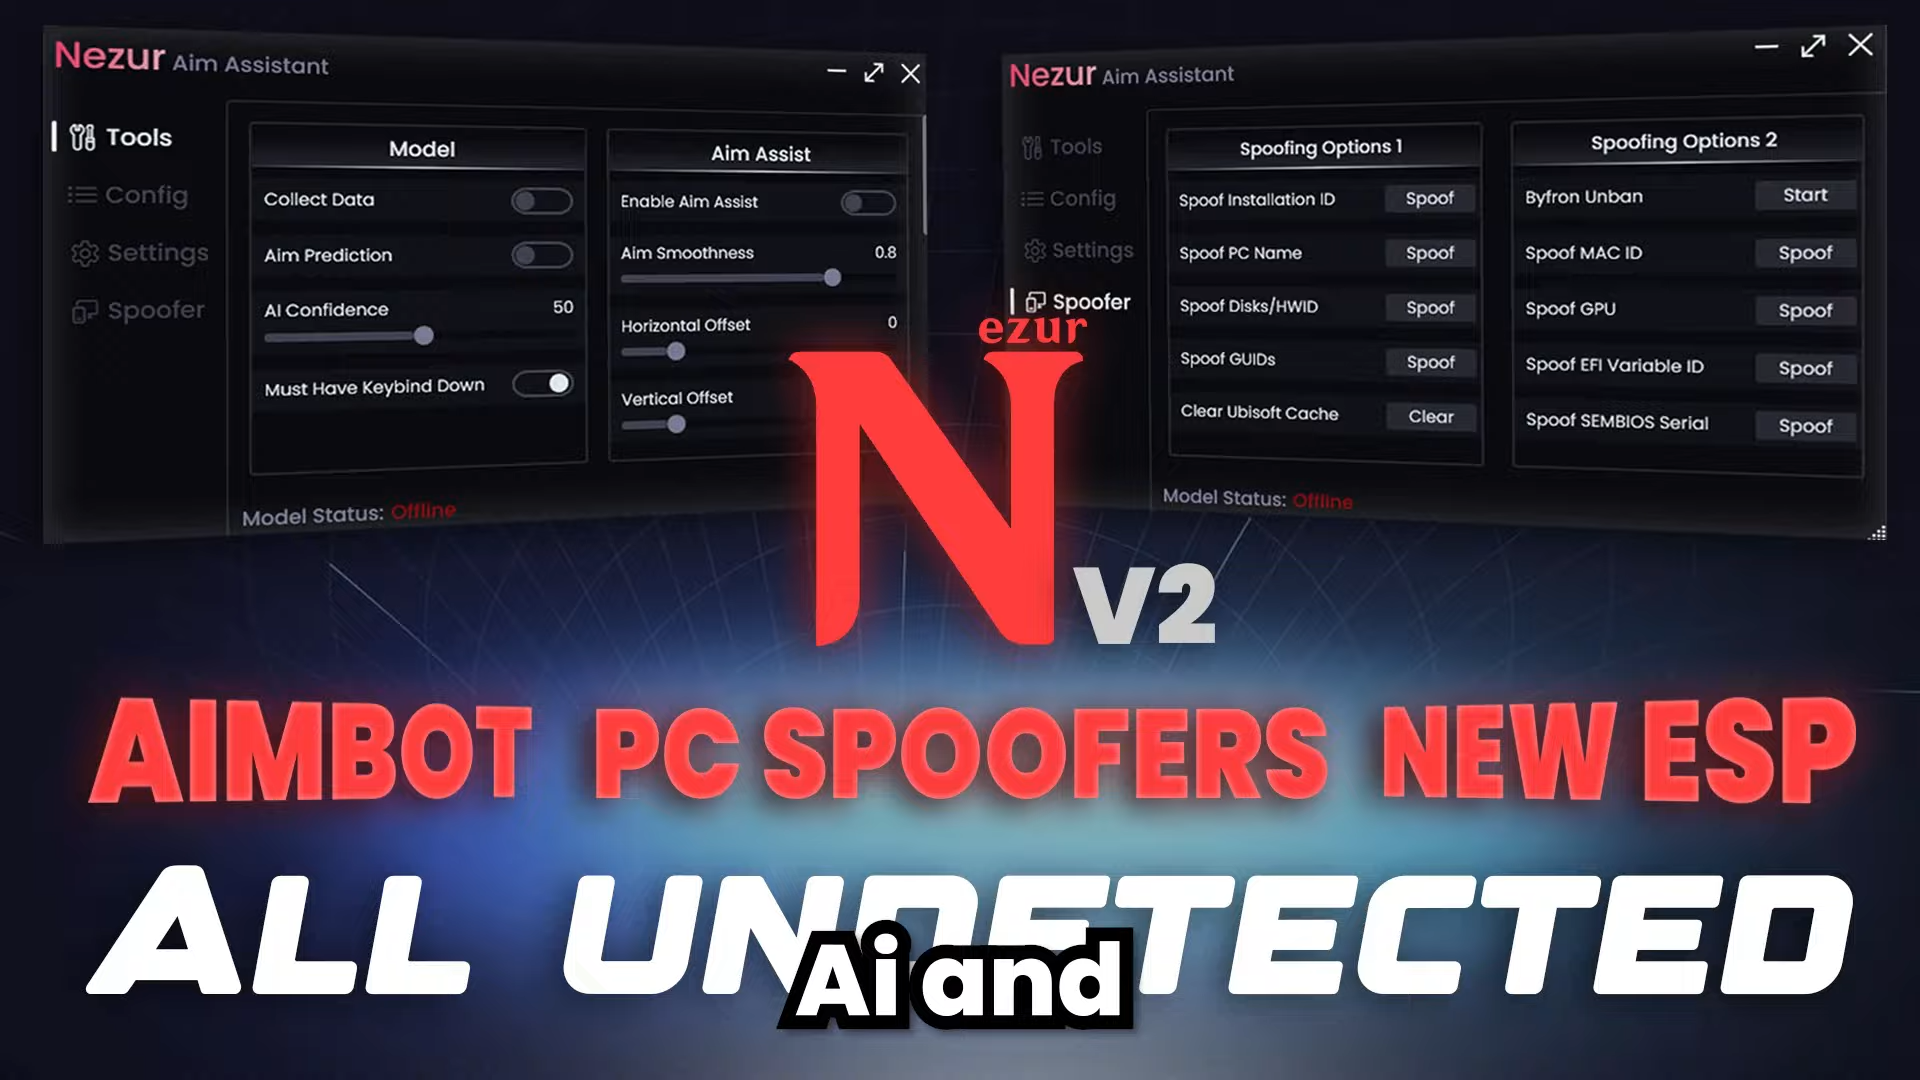 Nezur Aim Assistant
Tools
Config
Settings
Spoofer
Model
Collect Data
Aim Prediction
AI Confidence 50
Must Have Keybind Down
Aim Assist
Enable Aim Assist
Aim Smoothness 0.8
Horizontal Offset 0
Vertical Offset
Model Status: Offline
Nezur Aim Assistant
Tools
Config
Settings
Spoofer
Spoofing Options 1
Spoof Installation ID Spoof
Spoof PC Name Spoof
Spoof Disks/HWID Spoof
Spoof GUIDs Spoof
Clear Ubisoft Cache Clear
Spoofing Options 2
Byfron Unban Start
Spoof MAC ID Spoof
Spoof GPU Spoof
Spoof EFI Variable ID Spoof
Spoof SEMBIOS Serial Spoof
Model Status: Offline
ezur
N V2
AIMBOT PC SPOOFERS NEW ESP
ALL UNDETECTED
Ai and